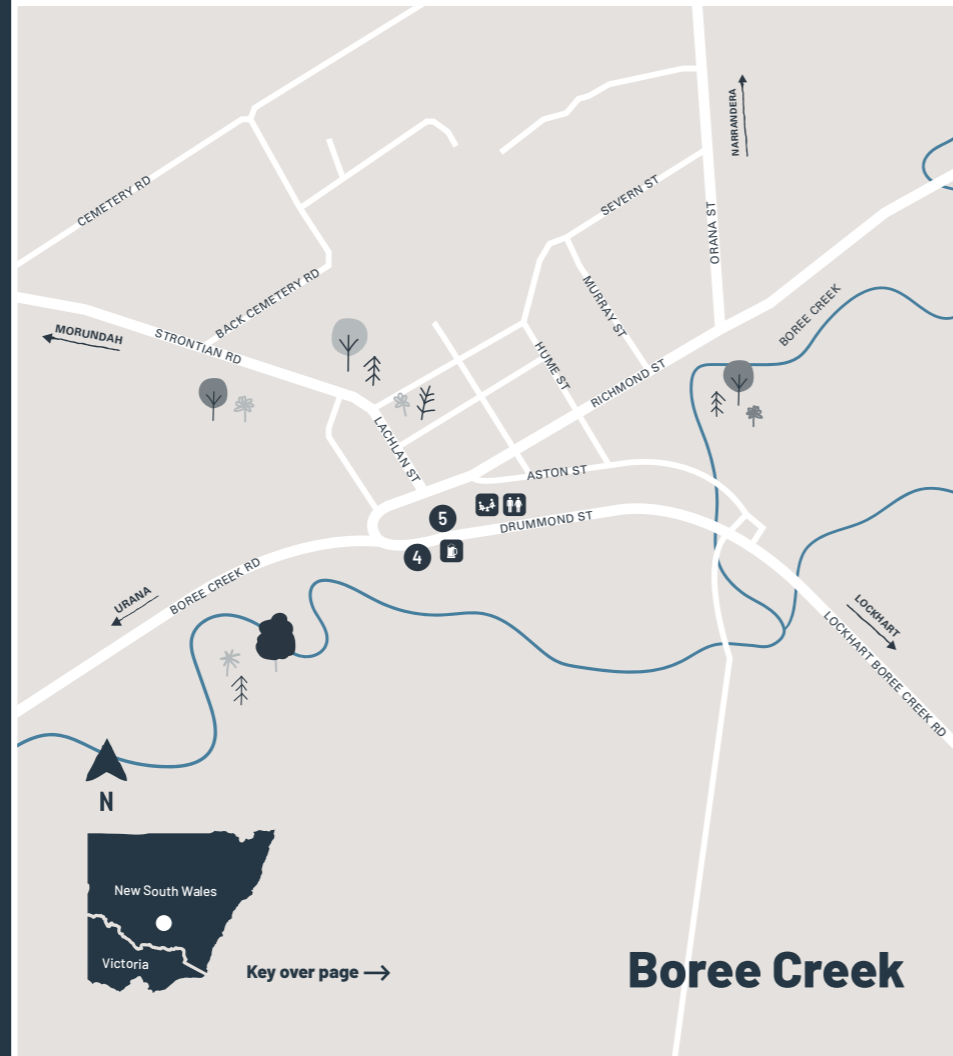 NARRANDERA
CEMETERY RD
SEVERN ST
ORANA ST
BACK CEMETERY RD
MURRAY ST
BOREE CREEK
MORUNDAH
STRONTIAN RD
HUME ST
RICHMOND ST
LACHLAN ST
ASTON ST
5
DRUMMOND ST
4
BOREE CREEK RD
URANA
LOCKHART
LOCKHART BOREE CREEK RD
N
New South Wales
Victoria
Key over page
Boree Creek